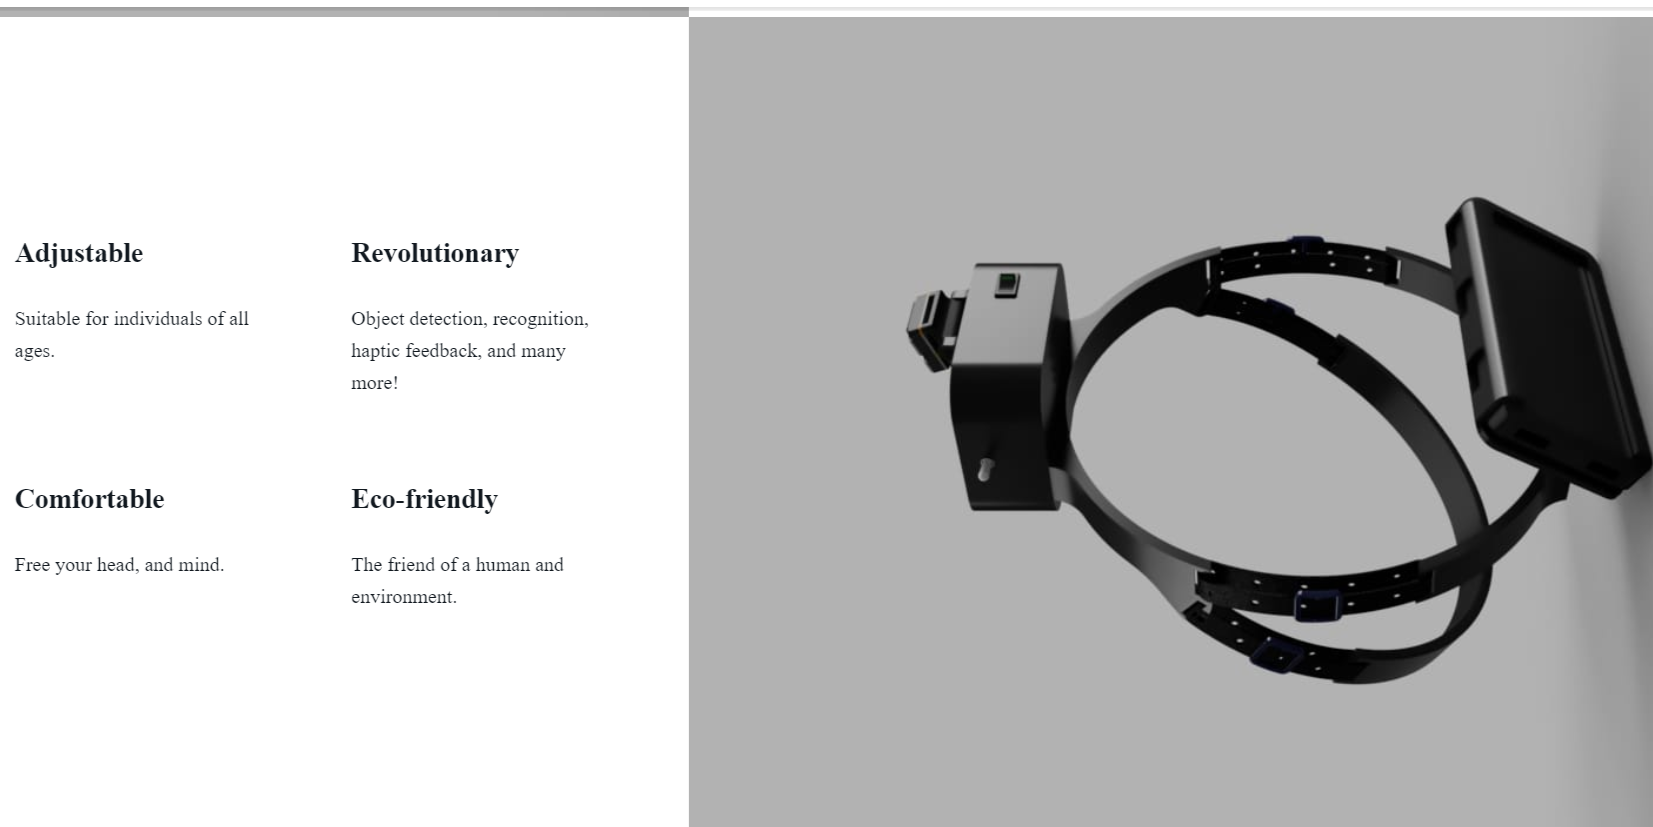 Adjustable
Suitable for individuals of all
ages.
Revolutionary
Object detection, recognition,
haptic feedback, and many
more!
Comfortable
Free your head, and mind.
Eco-friendly
The friend of a human and
environment.